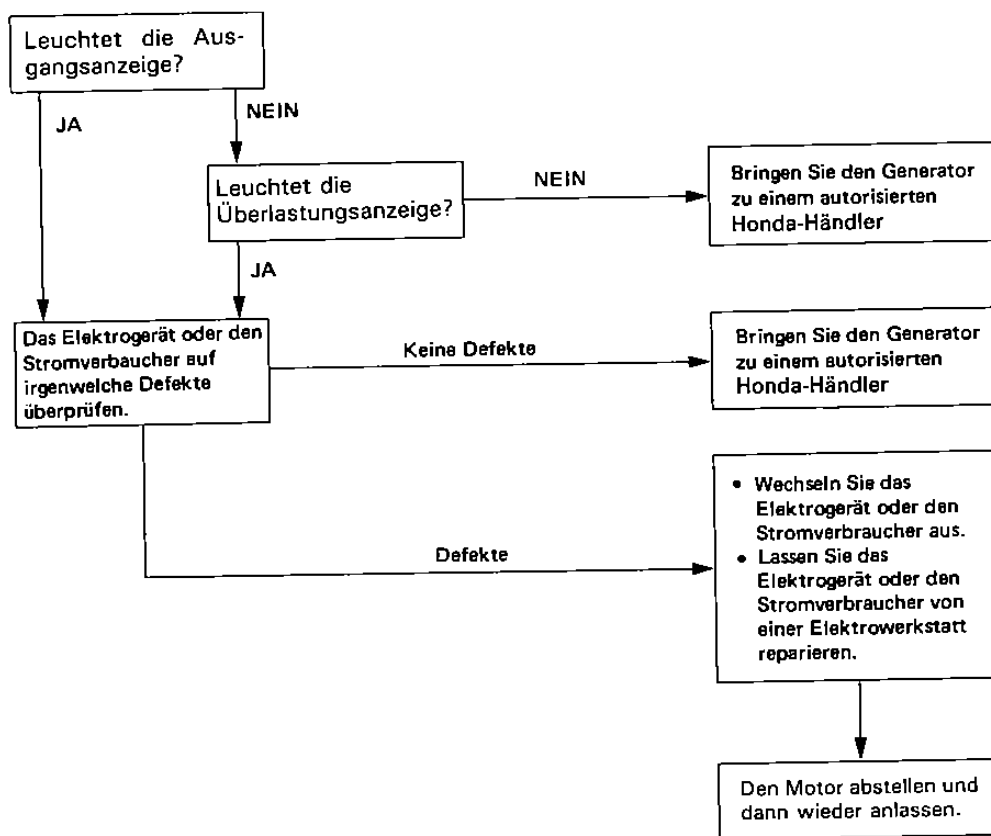 Leuchtet die Aus-
gangsanzeige?
JA
NEIN
Leuchtet die
Überlastungsanzeige?
NEIN
Bringen Sie den Generator
zu einem autorisierten
Honda-Händler
JA
Das Elektrogerät oder den
Stromverbaucher auf
irgenwelche Defekte
überprüfen.
Keine Defekte
Bringen Sie den Generator
zu einem autorisierten
Honda-Händler
Defekte
• Wechseln Sie das
Elektrogerät oder den
Stromverbraucher aus.
• Lassen Sie das
Elektrogerät oder den
Stromverbraucher von
einer Elektrowerkstatt
reparieren.
Den Motor abstellen und
dann wieder anlassen.